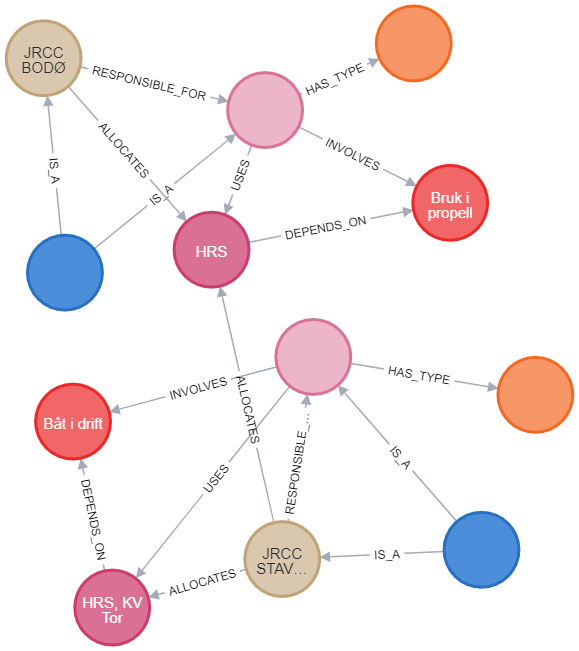 JRCC
BODØ
RESPONSIBLE_FOR
HAS_TYPE
ALLOCATES
IS_A
IS_A
USES
INVOLVES
Bruk i
propell
HRS
DEPENDS_ON
INVOLVES
HAS_TYPE
Båt i drift
ALLOCATES
USES
RESPONSIBLE_...
IS_A
DEPENDS_ON
JRCC
STAV...
IS_A
ALLOCATES
HRS, KV
Tor